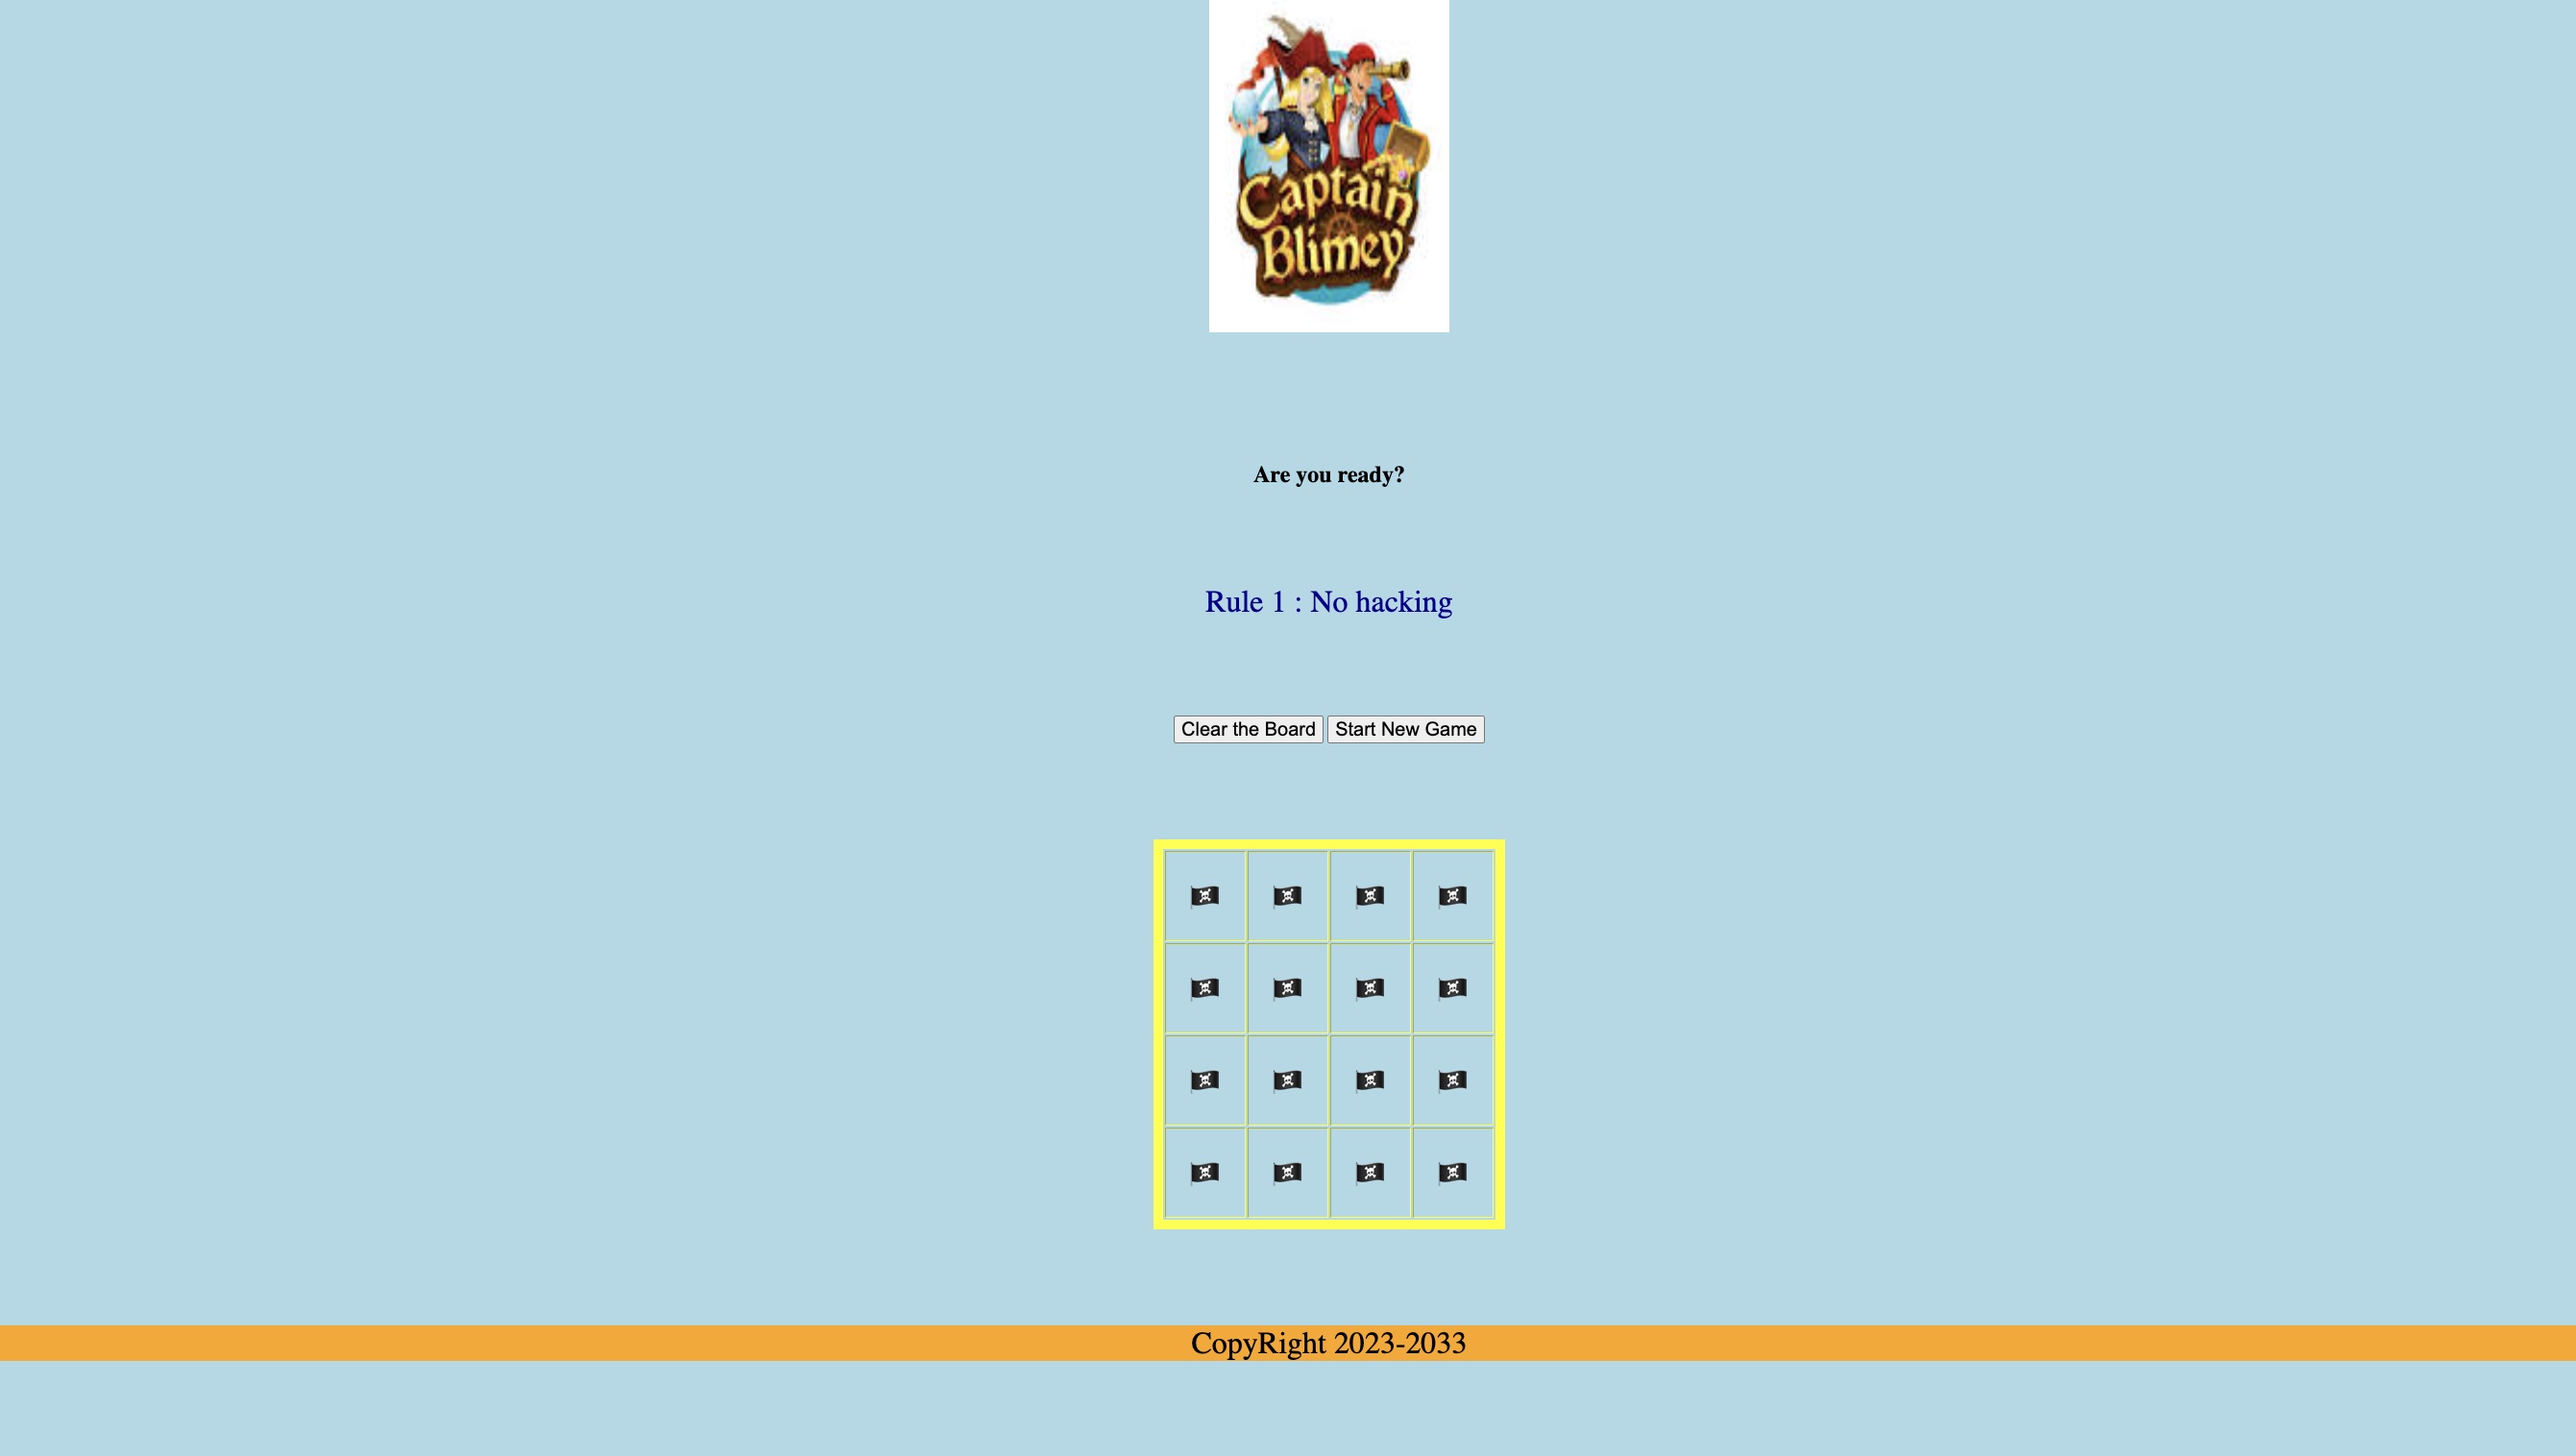 Captain
Blimey
Are you ready?
Rule 1 : No hacking
Clear the Board Start New Game
CopyRight 2023-2033